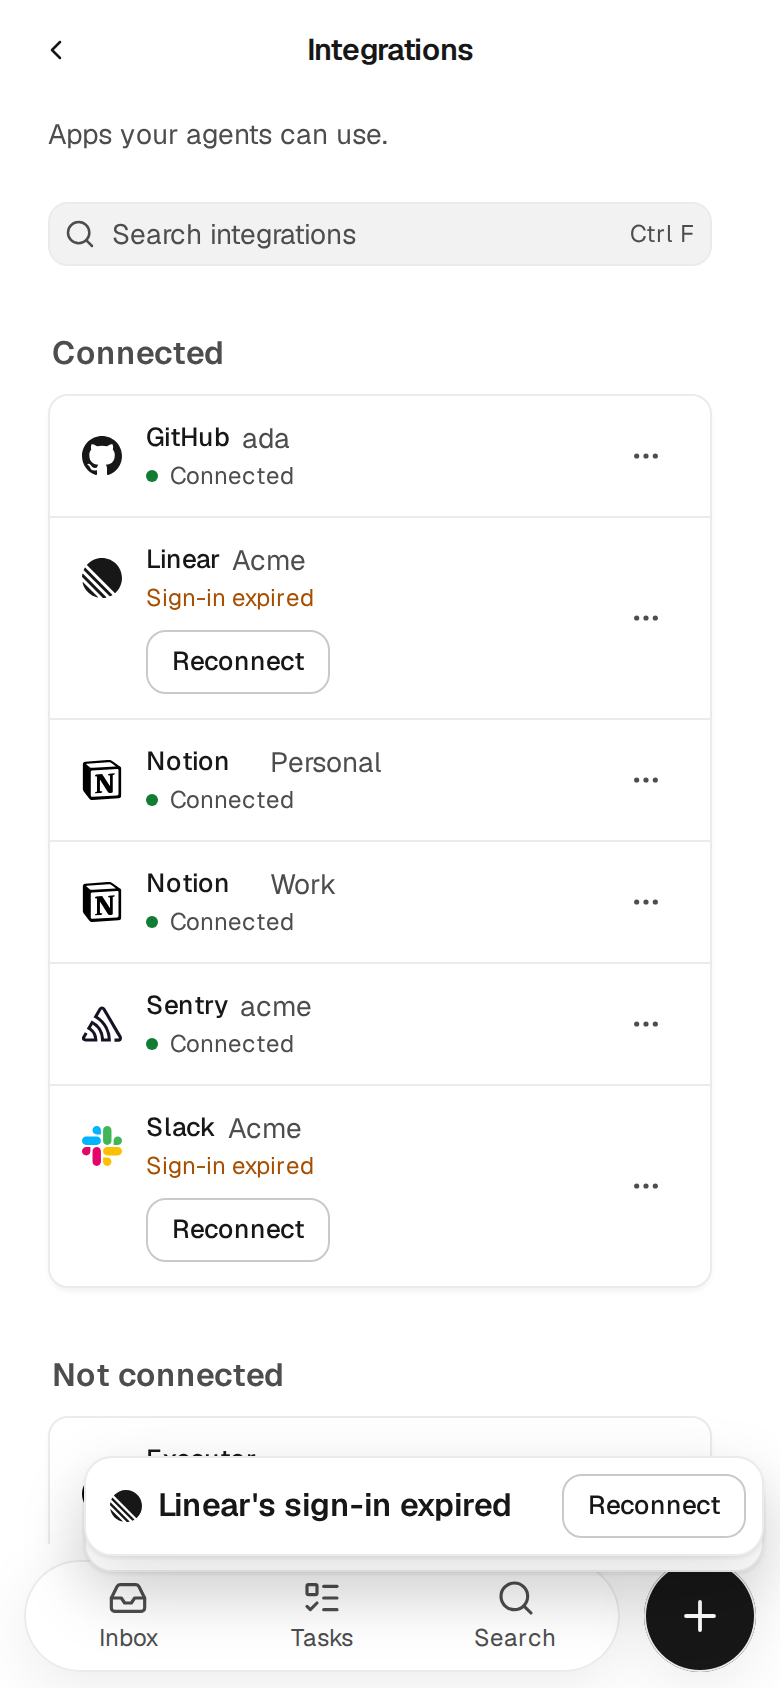 Integrations
Apps your agents can use.
Search integrations Ctrl F
Connected
GitHub ada
Connected
Linear Acme
Sign-in expired
Reconnect
Notion Personal
Connected
Notion Work
Connected
Sentry acme
Connected
Slack Acme
Sign-in expired
Reconnect
Not connected
Linear's sign-in expired Reconnect
Inbox Tasks Search